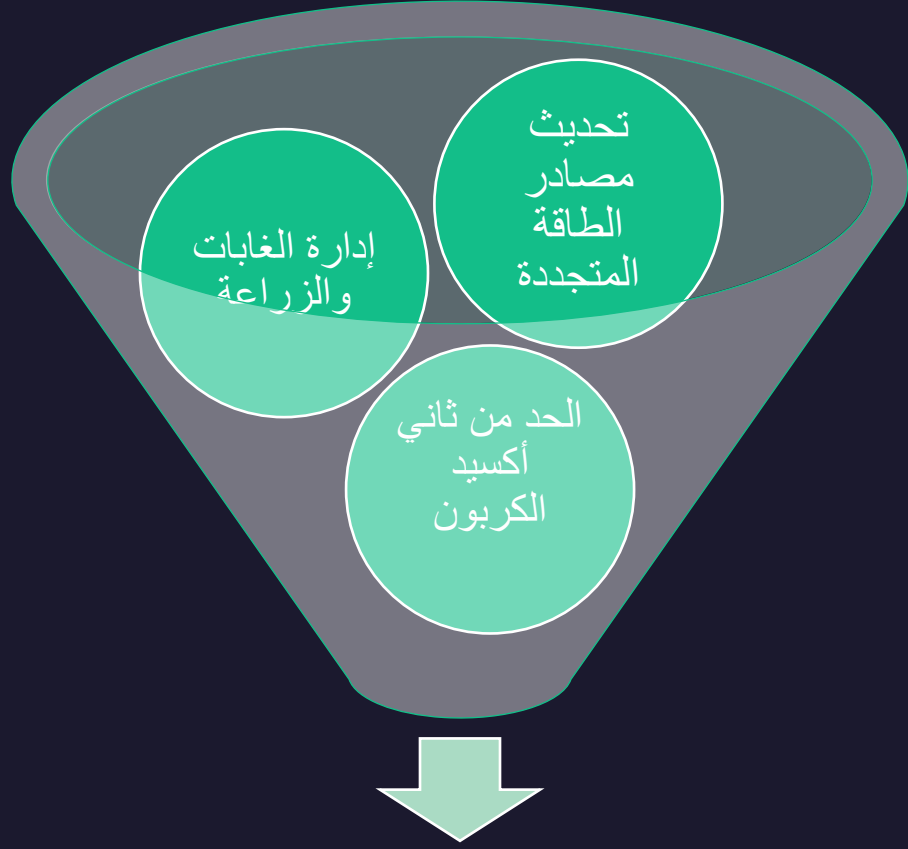 تحديث
مصادر
الطاقة
المتجددة
إدارة الغابات
والزراعة
الحد من ثاني
أكسيد
الكربون